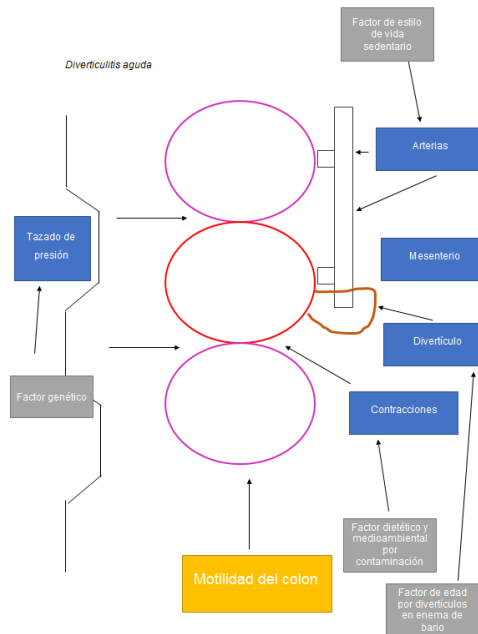 Factor de estilo
de vida
sedentario
Diverticulitis aguda
Arterias
Tazado de
presión
Mesenterio
Divertículo
Factor genético
Contracciones
Factor dietético y
medioambiental
por
contaminación
Motilidad del colon
Factor de edad
por divertículos
en enema de
bario